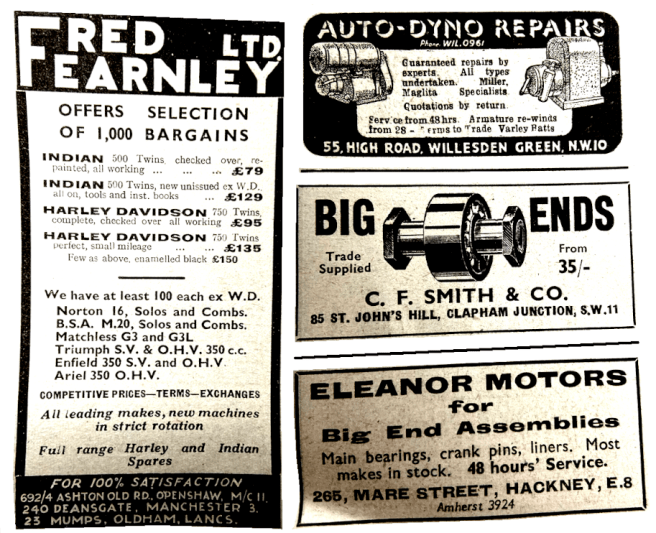 FRED
FEARNLEY LTD.
OFFERS SELECTION
OF 1,000 BARGAINS
INDIAN 500 Twins, checked over, re-
painted, all working ... ... ... £79
INDIAN 500 Twins, new unissued ex W.D.,
all on, tools and inst. books ... £129
HARLEY DAVIDSON 750 Twins,
complete, checked over all working £95
HARLEY DAVIDSON 750 Twins
perfect, small mileage ... ... £135
Few as above, enamelled black £150
We have at least 100 each ex W.D.
Norton 16, Solos and Combs.
B.S.A. M.20, Solos and Combs.
Matchless G3 and G3L
Triumph S.V. & O.H.V. 350 c.c.
Enfield 350 S.V. and O.H.V.
Ariel 350 O.H.V.
COMPETITIVE PRICES—TERMS—EXCHANGES
All leading makes, new machines
in strict rotation
Full range Harley and Indian
Spares
FOR 100% SATISFACTION
692/4 ASHTON OLD RD., OPENSHAW, M/C 11.
240 DEANSGATE, MANCHESTER 3.
23 MUMPS, OLDHAM, LANCS.
AUTO-DYNO REPAIRS
Phone WIL. 0961
Guaranteed repairs by
experts. All types
undertaken. Miller,
Maglita Specialists.
Quotations by return.
Service from 48 hrs. Armature re-winds
from 28 - Terms to Trade Varley Batts
55, HIGH ROAD, WILLESDEN GREEN, N.W.10
BIG ENDS
Trade
Supplied
From
35/-
C. F. SMITH & CO.
85 ST. JOHN'S HILL, CLAPHAM JUNCTION, S.W.11
ELEANOR MOTORS
for
Big End Assemblies
Main bearings, crank pins, liners. Most
makes in stock. 48 hours' Service.
265, MARE STREET, HACKNEY, E.8
Amherst 3924